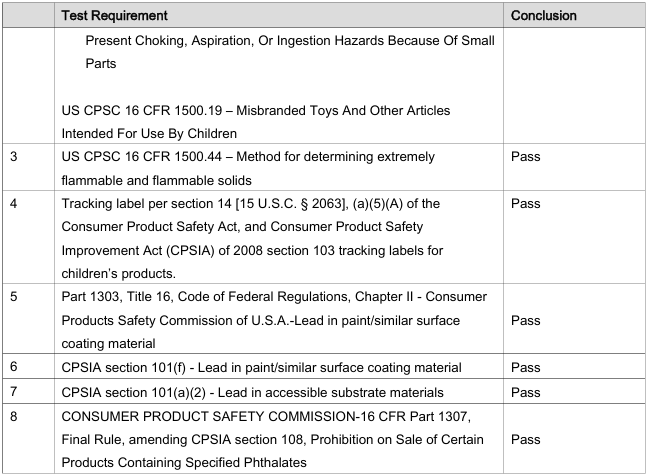 Test Requirement Conclusion
Present Choking, Aspiration, Or Ingestion Hazards Because Of Small
Parts
US CPSC 16 CFR 1500.19 – Misbranded Toys And Other Articles
Intended For Use By Children
3 US CPSC 16 CFR 1500.44 – Method for determining extremely Pass
flammable and flammable solids
4 Tracking label per section 14 [15 U.S.C. § 2063], (a)(5)(A) of the Pass
Consumer Product Safety Act, and Consumer Product Safety
Improvement Act (CPSIA) of 2008 section 103 tracking labels for
children’s products.
5 Part 1303, Title 16, Code of Federal Regulations, Chapter II - Consumer
Products Safety Commission of U.S.A.-Lead in paint/similar surface Pass
coating material
6 CPSIA section 101(f) - Lead in paint/similar surface coating material Pass
7 CPSIA section 101(a)(2) - Lead in accessible substrate materials Pass
8 CONSUMER PRODUCT SAFETY COMMISSION-16 CFR Part 1307,
Final Rule, amending CPSIA section 108, Prohibition on Sale of Certain Pass
Products Containing Specified Phthalates